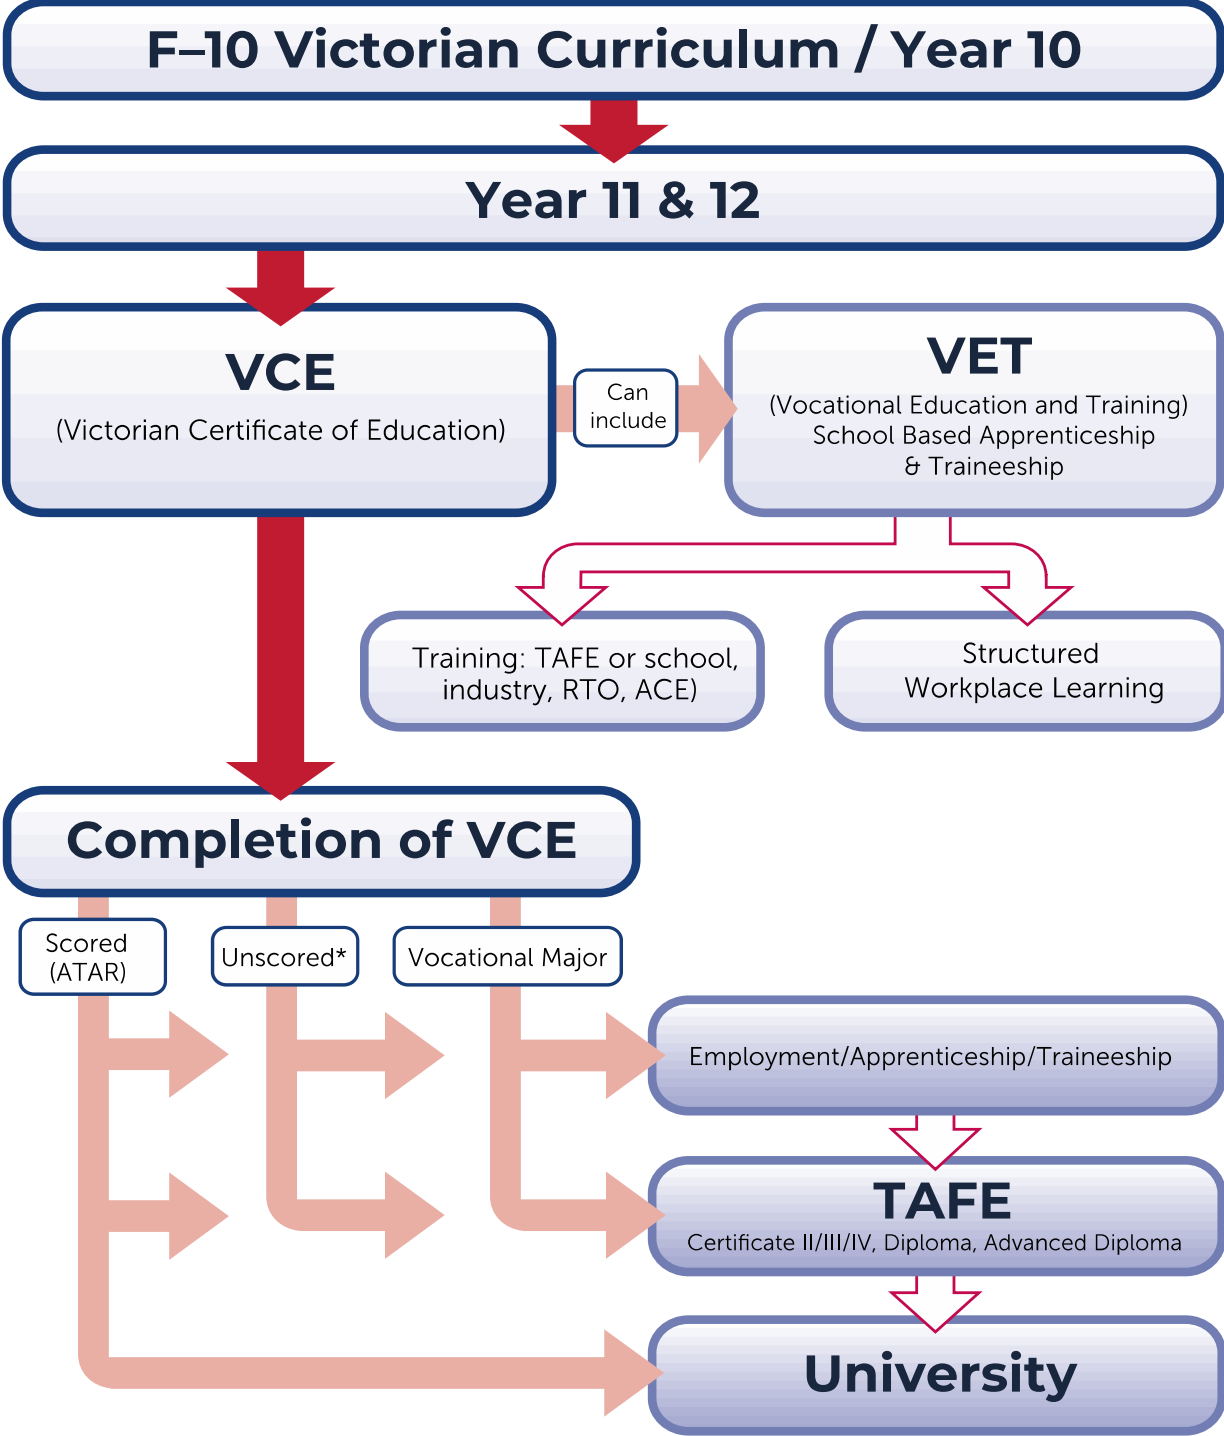 F–10 Victorian Curriculum / Year 10
Year 11 & 12
VCE
(Victorian Certificate of Education)
Can
include
VET
(Vocational Education and Training)
School Based Apprenticeship
& Traineeship
Training: TAFE or school,
industry, RTO, ACE)
Structured
Workplace Learning
Completion of VCE
Scored
(ATAR)
Unscored*
Vocational Major
Employment/Apprenticeship/Traineeship
TAFE
Certificate II/III/IV, Diploma, Advanced Diploma
University